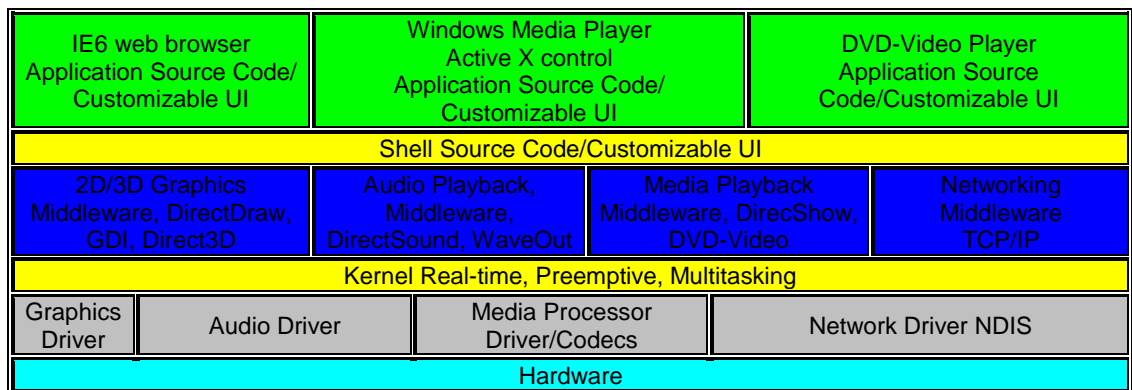 IE6 web browser
Application Source Code/
Customizable UI
Windows Media Player
Active X control
Application Source Code/
Customizable UI
DVD-Video Player
Application Source
Code/Customizable UI
Shell Source Code/Customizable UI
2D/3D Graphics
Middleware, DirectDraw,
GDI, Direct3D
Audio Playback,
Middleware,
DirectSound, WaveOut
Media Playback
Middleware, DirecShow,
DVD-Video
Networking
Middleware
TCP/IP
Kernel Real-time, Preemptive, Multitasking
Graphics
Driver
Audio Driver
Media Processor
Driver/Codecs
Network Driver NDIS
Hardware